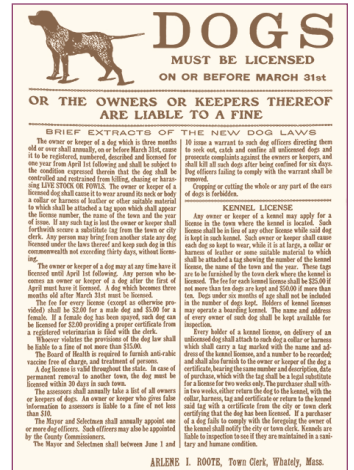 DOGS
MUST BE LICENSED
ON OR BEFORE MARCH 31st
OR THE OWNERS OR KEEPERS THEREOF
ARE LIABLE TO A FINE
BRIEF EXTRACTS OF THE NEW DOG LAWS
The owner or keeper of a dog which is three months
old or over shall annually, on or before March 31st, cause
it to be registered, numbered, described and licensed for
one year from April 1st following and shall be subject to
the condition expressed therein that the dog shall be
controlled and restrained from killing, chasing or harass-
ing LIVE STOCK OR FOWLS. The owner or keeper of a
licensed dog shall cause it to wear around its neck or body
a collar or harness of leather or other suitable material
to which shall be attached a tag upon which shall appear
the license number, the name of the town and the year
of issue. If any such tag is lost the owner or keeper shall
forthwith secure a substitute tag from the town or city
clerk. Any person may bring from another state any dog
licensed under the laws thereof and keep such dog in this
commonwealth not exceeding thirty days, without licens-
ing.
The owner or keeper of a dog may at any time have it
licensed until April 1st following. Any person who be-
comes an owner or keeper of a dog after the first of
April must have it licensed. A dog which becomes three
months old after March 31st must be licensed.
The fee for every license (except as otherwise pro-
vided) shall be $2.00 for a male dog and $5.00 for a
female. If a female dog has been spayed, such dog can
be licensed for $2.00 providing a proper certificate from
a registered veterinarian is filed with the clerk.
Whoever violates the provisions of the dog law shall
be liable to a fine of not more than $15.00.
The Board of Health is required to furnish anti-rabic
vaccine free of charge, and treatment of persons.
A dog license is valid throughout the state. In case of
permanent removal to another town, the dog must be
licensed within 30 days in such town.
The assessors shall annually take a list of all owners
or keepers of dogs. An owner or keeper who gives false
information to assessors is liable to a fine of not less
than $10.
The Mayor and Selectmen shall annually appoint one
or more dog officers. Such officers may also be appointed
by the County Commissioners.
The Mayor and Selectmen shall between June 1 and
10 issue a warrant to such dog officers directing them
to seek out, catch and confine all unlicensed dogs and
prosecute complaints against the owners or keepers, and
shall kill all such dogs after being confined for six days.
Dog officers failing to comply with the warrant shall be
removed.
Cropping or cutting the whole or any part of the ears
of dogs is forbidden.
KENNEL LICENSE
Any owner or keeper of a kennel may apply for a
license in the town where the kennel is located. Such
license shall be in lieu of any other license while said dog
is kept in such kennel. Such owner or keeper shall cause
each dog so kept to wear, while it is at large, a collar or
harness of leather or some suitable material to which
shall be attached a tag showing the number of the kennel
license, the name of the town and the year. These tags
are to be furnished by the town clerk where the kennel is
licensed. The fee for each kennel license shall be $25.00 if
not more than ten dogs are kept and $50.00 if more than
ten. Dogs under six months of age shall not be included
in the number of dogs kept. Holders of kennel licenses
may operate a boarding kennel. The name and address
of every owner of such dog shall be kept available for
inspection.
Every holder of a kennel license, on delivery of an
unlicensed dog shall attach to such dog a collar or harness
which shall carry a tag marked with the name and ad-
dress of the kennel licensee, and a number to be recorded;
and shall also furnish to the owner or keeper of the dog a
certificate, bearing the same number and description, date
of purchase, which with the tag shall be a legal substitute
for a license for two weeks only. The purchaser shall with-
in two weeks, either return the dog to the kennel, with the
collar, harness, tag and certificate or return to the kennel
said tag with a certificate from the city or town clerk
certifying that the dog has been licensed. If a purchaser
of a dog fails to comply with the foregoing the owner of
the kennel shall notify the city or town clerk. Kennels are
liable to inspection to see if they are maintained in a sani-
tary and humane condition.
ARLENE I. ROOTE, Town Clerk, Whately, Mass.